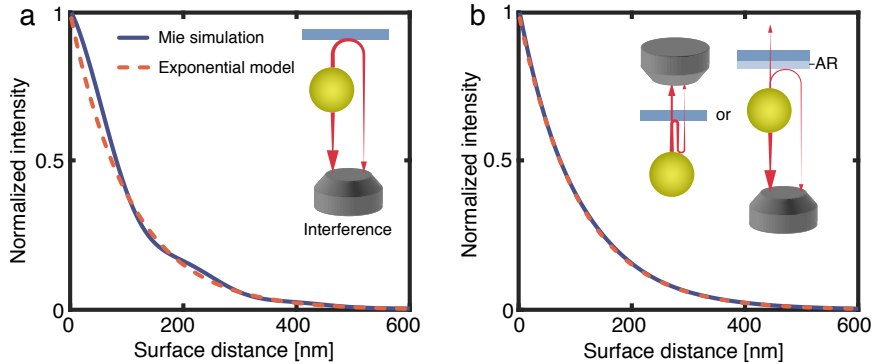 a
1
0.5
0
Normalized intensity
Mie simulation
Exponential model
Interference
0
200
400
600
Surface distance [nm]
b
1
0.5
0
Normalized intensity
or
AR
0
200
400
600
Surface distance [nm]